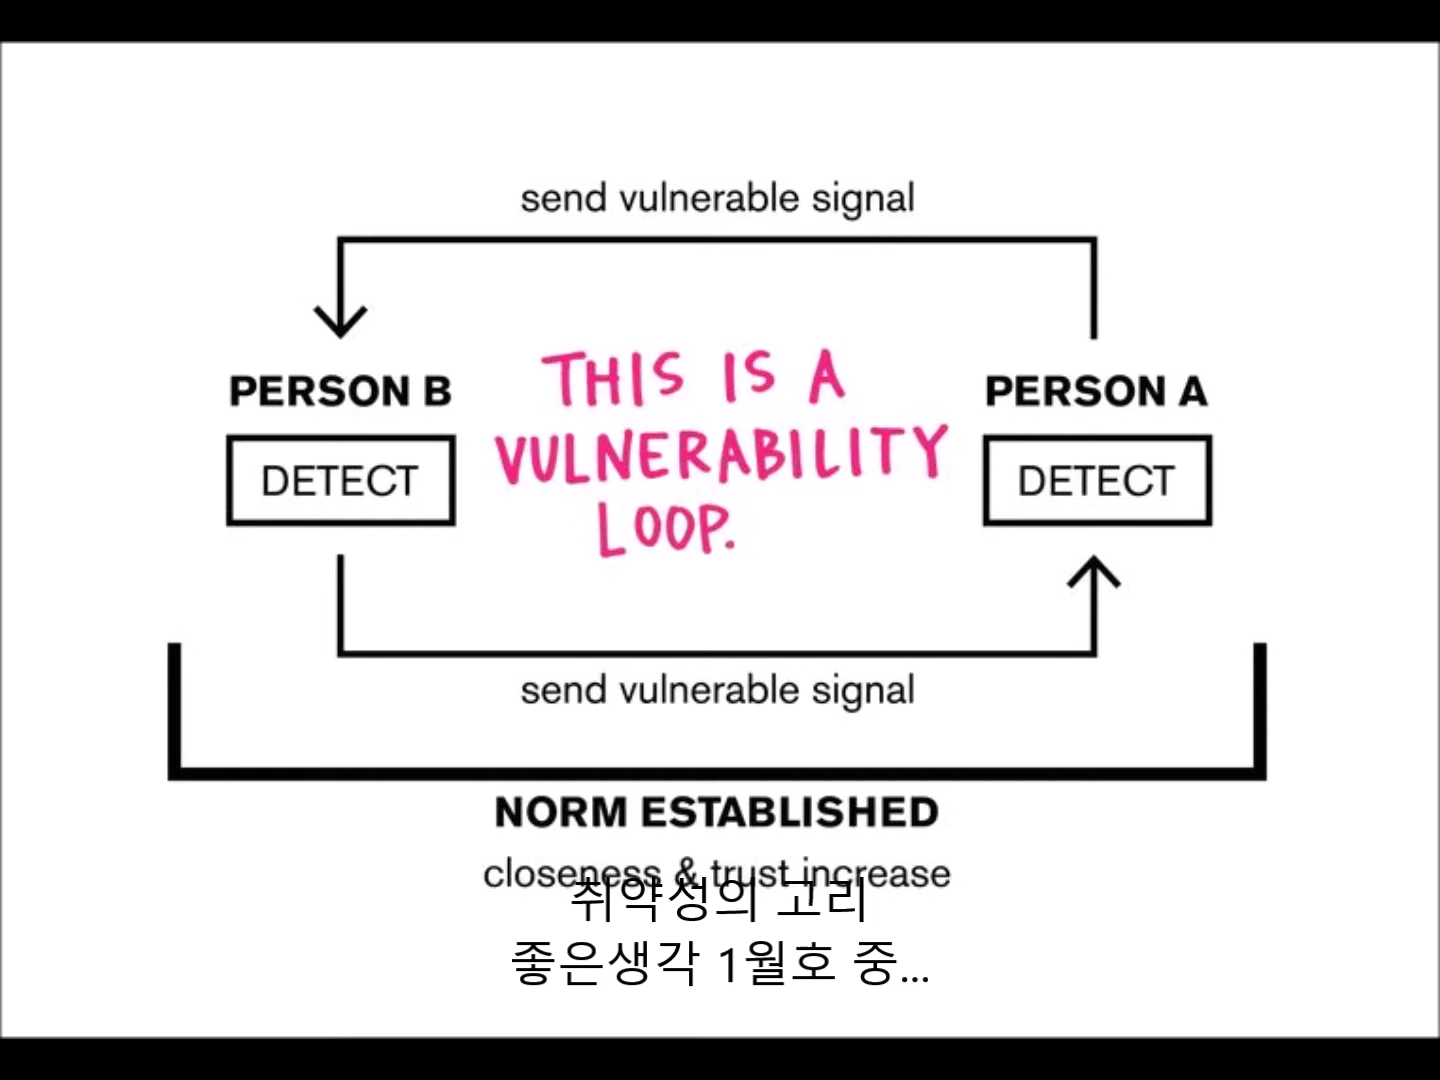 send vulnerable signal
PERSON B
DETECT
THIS IS A
VULNERABILITY
LOOP.
PERSON A
DETECT
send vulnerable signal
NORM ESTABLISHED
closeness & trust increase
취약성의 고리
좋은생각 1월호 중...